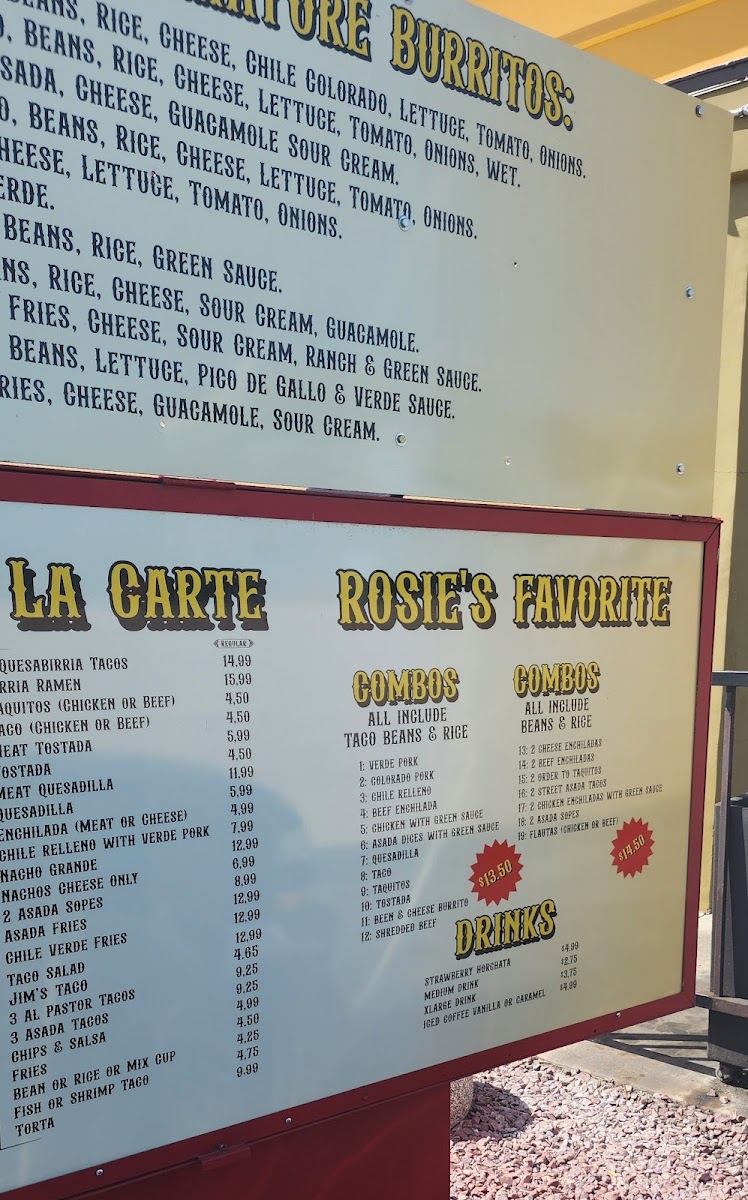 BURRITOS:
BEANS, RICE, CHEESE, CHILE COLORADO, LETTUCE, TOMATO, ONIONS.
BEANS, RICE, CHEESE, LETTUCE, TOMATO, ONIONS, WET.
CHEESE, GUACAMOLE SOUR CREAM.
BEANS, RICE, CHEESE, LETTUCE, TOMATO, ONIONS.
CHEESE, LETTUCE, TOMATO, ONIONS.
BEANS, RICE, GREEN SAUCE.
RICE, CHEESE, SOUR CREAM, GUACAMOLE.
FRIES, CHEESE, SOUR CREAM, RANCH & GREEN SAUCE.
BEANS, LETTUCE, PICO DE GALLO & VERDE SAUCE.
FRIES, CHEESE, GUACAMOLE, SOUR CREAM.
LA CARTE
REGULAR
QUESABIRRIA TACOS 14.99
RAMEN 15.99
(CHICKEN OR BEEF) 4.50
(CHICKEN OR BEEF) 4.50
MEAT TOSTADA 5.99
TOSTADA 4.50
MEAT QUESADILLA 11.99
QUESADILLA 5.99
ENCHILADA (MEAT OR CHEESE) 4.99
CHILE RELLENO WITH VERDE PORK 7.99
NACHO GRANDE 12.99
NACHOS CHEESE ONLY 6.99
2 ASADA SOPES 8.99
ASADA FRIES 12.99
CHILE VERDE FRIES 12.99
TACO SALAD 12.99
JIM'S TACO 4.65
3 AL PASTOR TACOS 9.25
3 ASADA TACOS 9.25
CHIPS & SALSA 4.99
FRIES 4.50
BEAN OR RICE OR MIX CUP 4.25
FISH OR SHRIMP TACO 4.75
TORTA 9.99
ROSIE'S FAVORITE
COMBOS
ALL INCLUDE
TACO BEANS & RICE
1: VERDE PORK
2: COLORADO PORK
3: CHILE RELLENO
4: BEEF ENCHILADA
5: CHICKEN WITH GREEN SAUCE
6: ASADA DICES WITH GREEN SAUCE
7: QUESADILLA
8: TACO
9: TAQUITOS
10: TOSTADA
11: BEEN & CHEESE BURRITO
12: SHREDDED BEEF
$13.50
COMBOS
ALL INCLUDE
BEANS & RICE
13: 2 CHEESE ENCHILADAS
14: 2 BEEF ENCHILADAS
15: 2 ORDER TO TAQUITOS
16: 2 STREET ASADA TACOS
17: 2 CHICKEN ENCHILADAS WITH GREEN SAUCE
18: 2 ASADA SOPES
19: FLAUTAS (CHICKEN OR BEEF)
$14.50
DRINKS
STRAWBERRY HORCHATA $4.99
MEDIUM DRINK $2.75
XLARGE DRINK $3.75
ICED COFFEE VANILLA OR CARAMEL $4.99